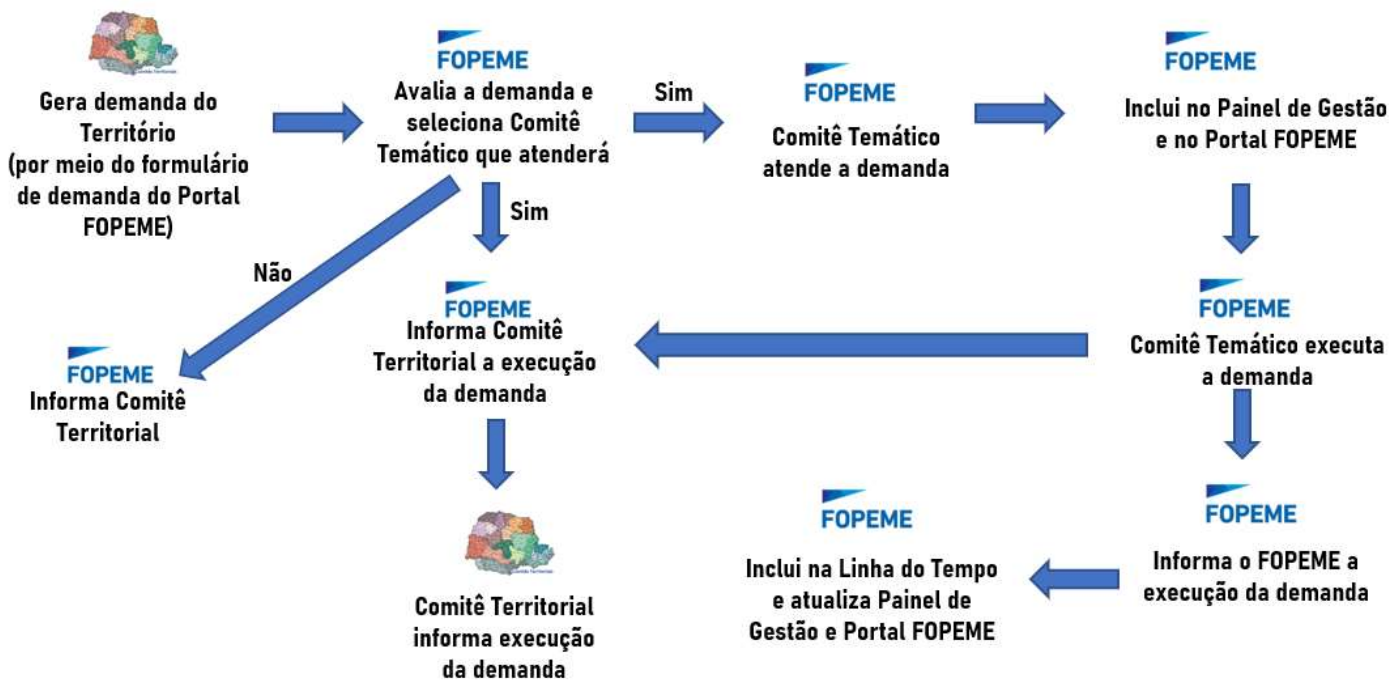 Gera demanda do
Território
(por meio do formulário
de demanda do Portal
FOPEME)
FOPEME
Avalia a demanda e
seleciona Comitê
Temático que atenderá
Sim
FOPEME
Comitê Temático
atende a demanda
FOPEME
Inclui no Painel de Gestão
e no Portal FOPEME
Sim
Não
FOPEME
Informa Comitê
Territorial
FOPEME
Informa Comitê
Territorial a execução
da demanda
FOPEME
Comitê Temático executa
a demanda
Comitê Territorial
informa execução
da demanda
FOPEME
Inclui na Linha do Tempo
e atualiza Painel de
Gestão e Portal FOPEME
FOPEME
Informa o FOPEME a
execução da demanda